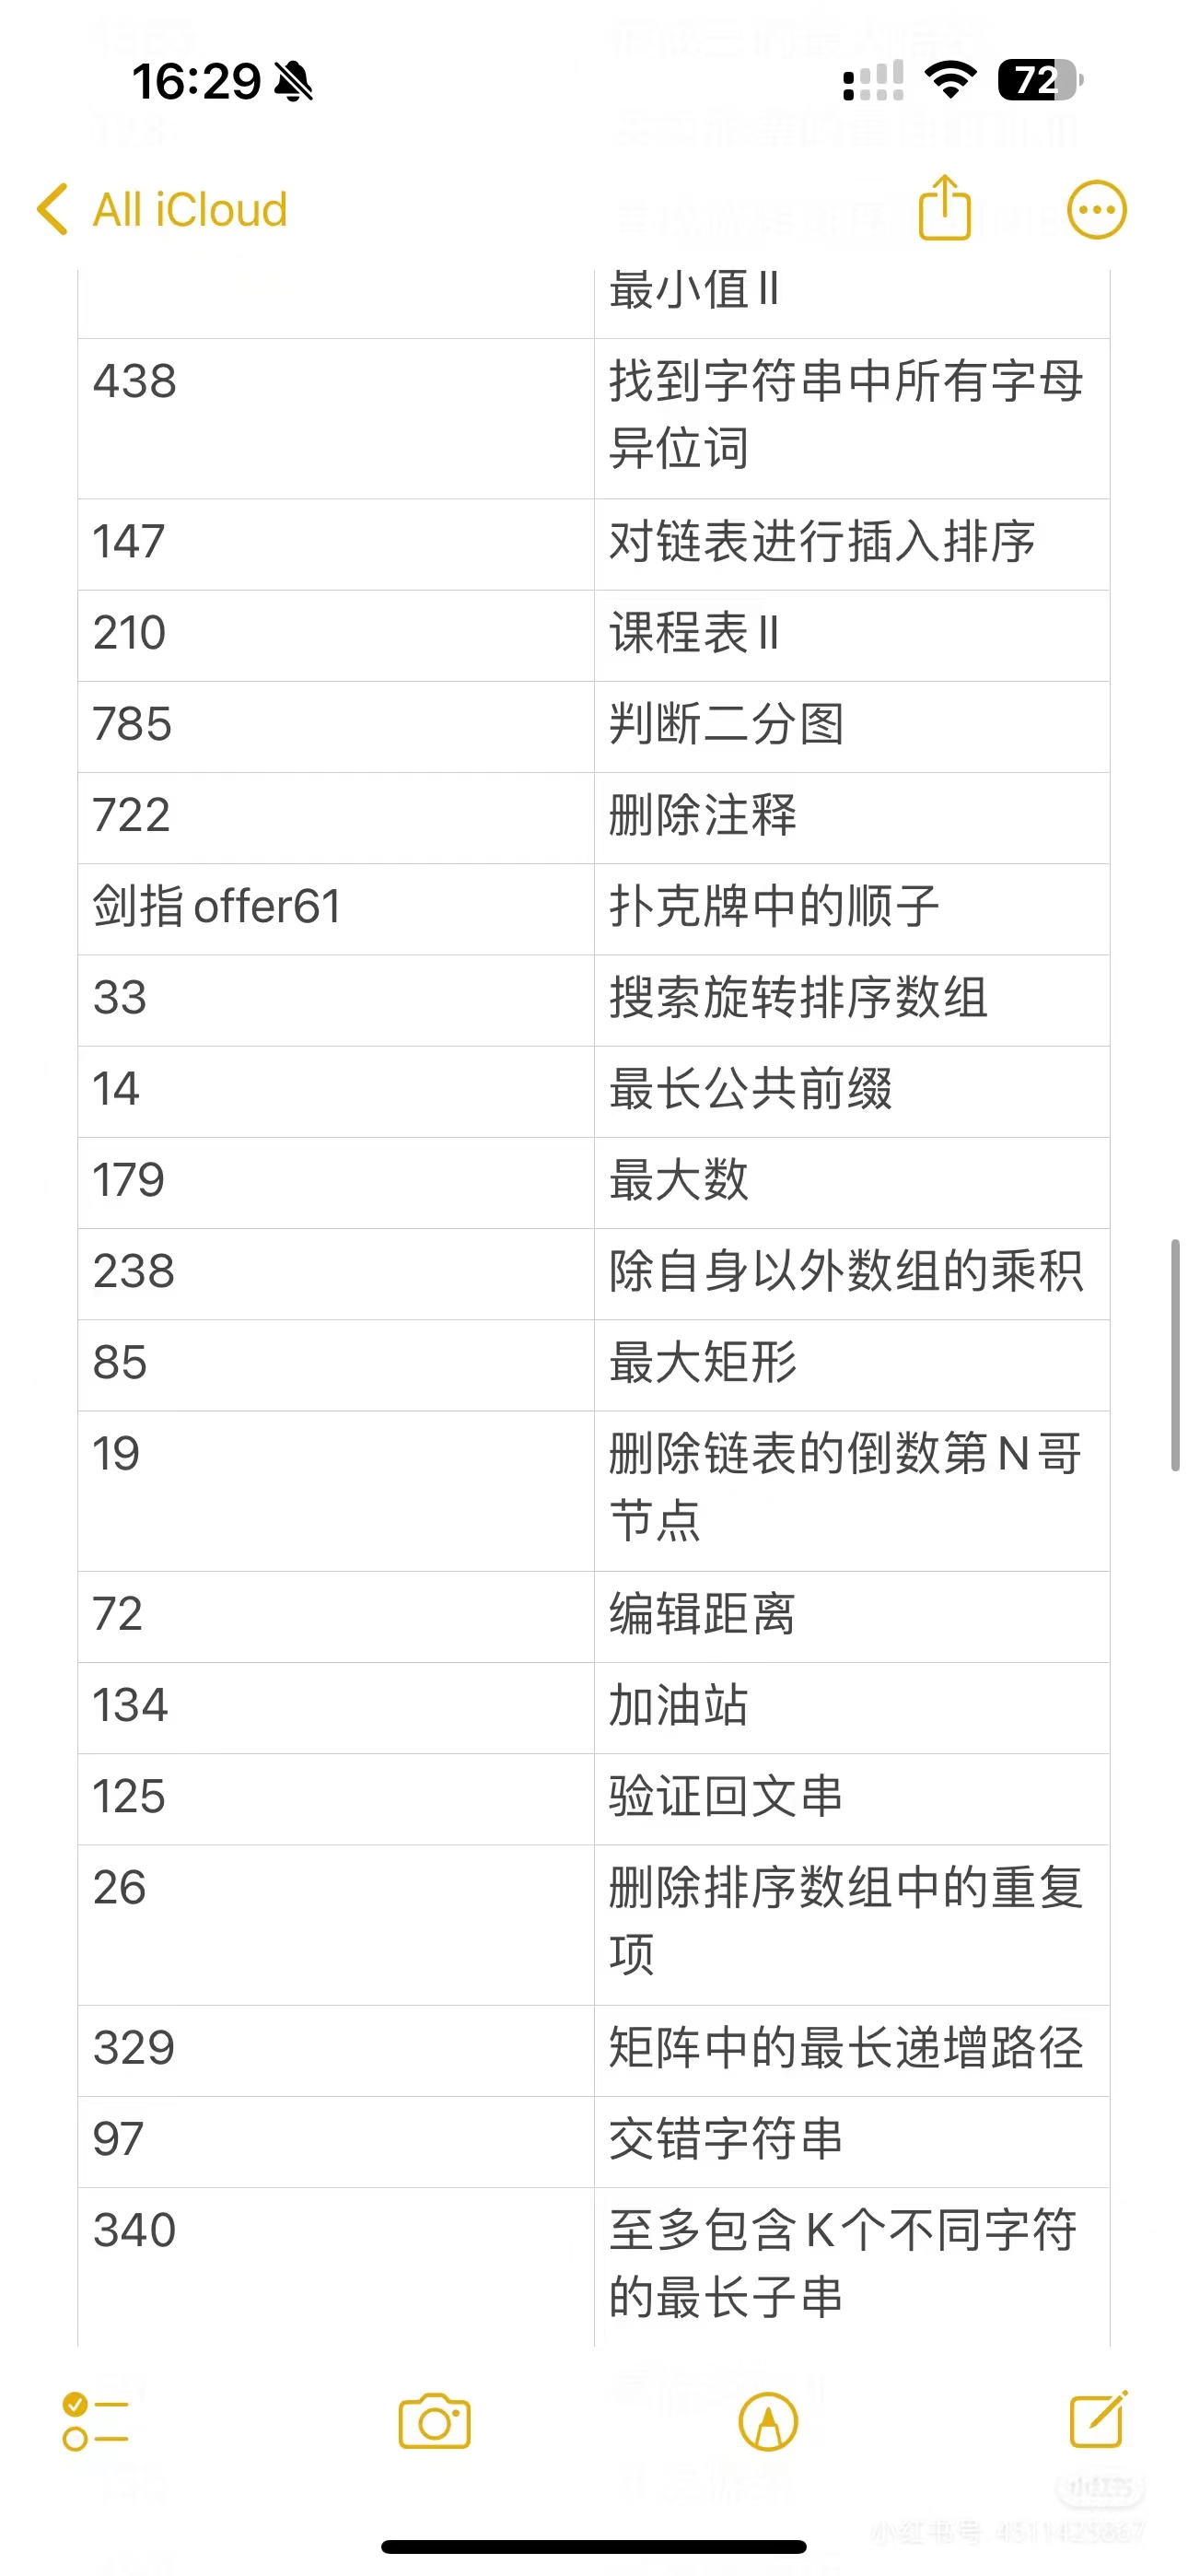 16:29
72
All iCloud
最小值 II
438
找到字符串中所有字母
异位词
147
对链表进行插入排序
210
课程表 II
785
判断二分图
722
删除注释
剑指 offer61
扑克牌中的顺子
33
搜索旋转排序数组
14
最长公共前缀
179
最大数
238
除自身以外数组的乘积
85
最大矩形
19
删除链表的倒数第 N 哥
节点
72
编辑距离
134
加油站
125
验证回文串
26
删除排序数组中的重复
项
329
矩阵中的最长递增路径
97
交错字符串
340
至多包含 K 个不同字符
的最长子串
小红书